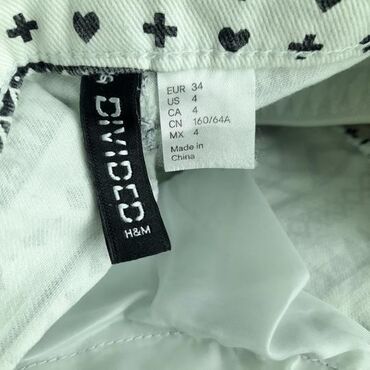 DIVIDED
H&M
EUR 34
US 4
CA 4
CN 160/64A
MX 4
Made in
China